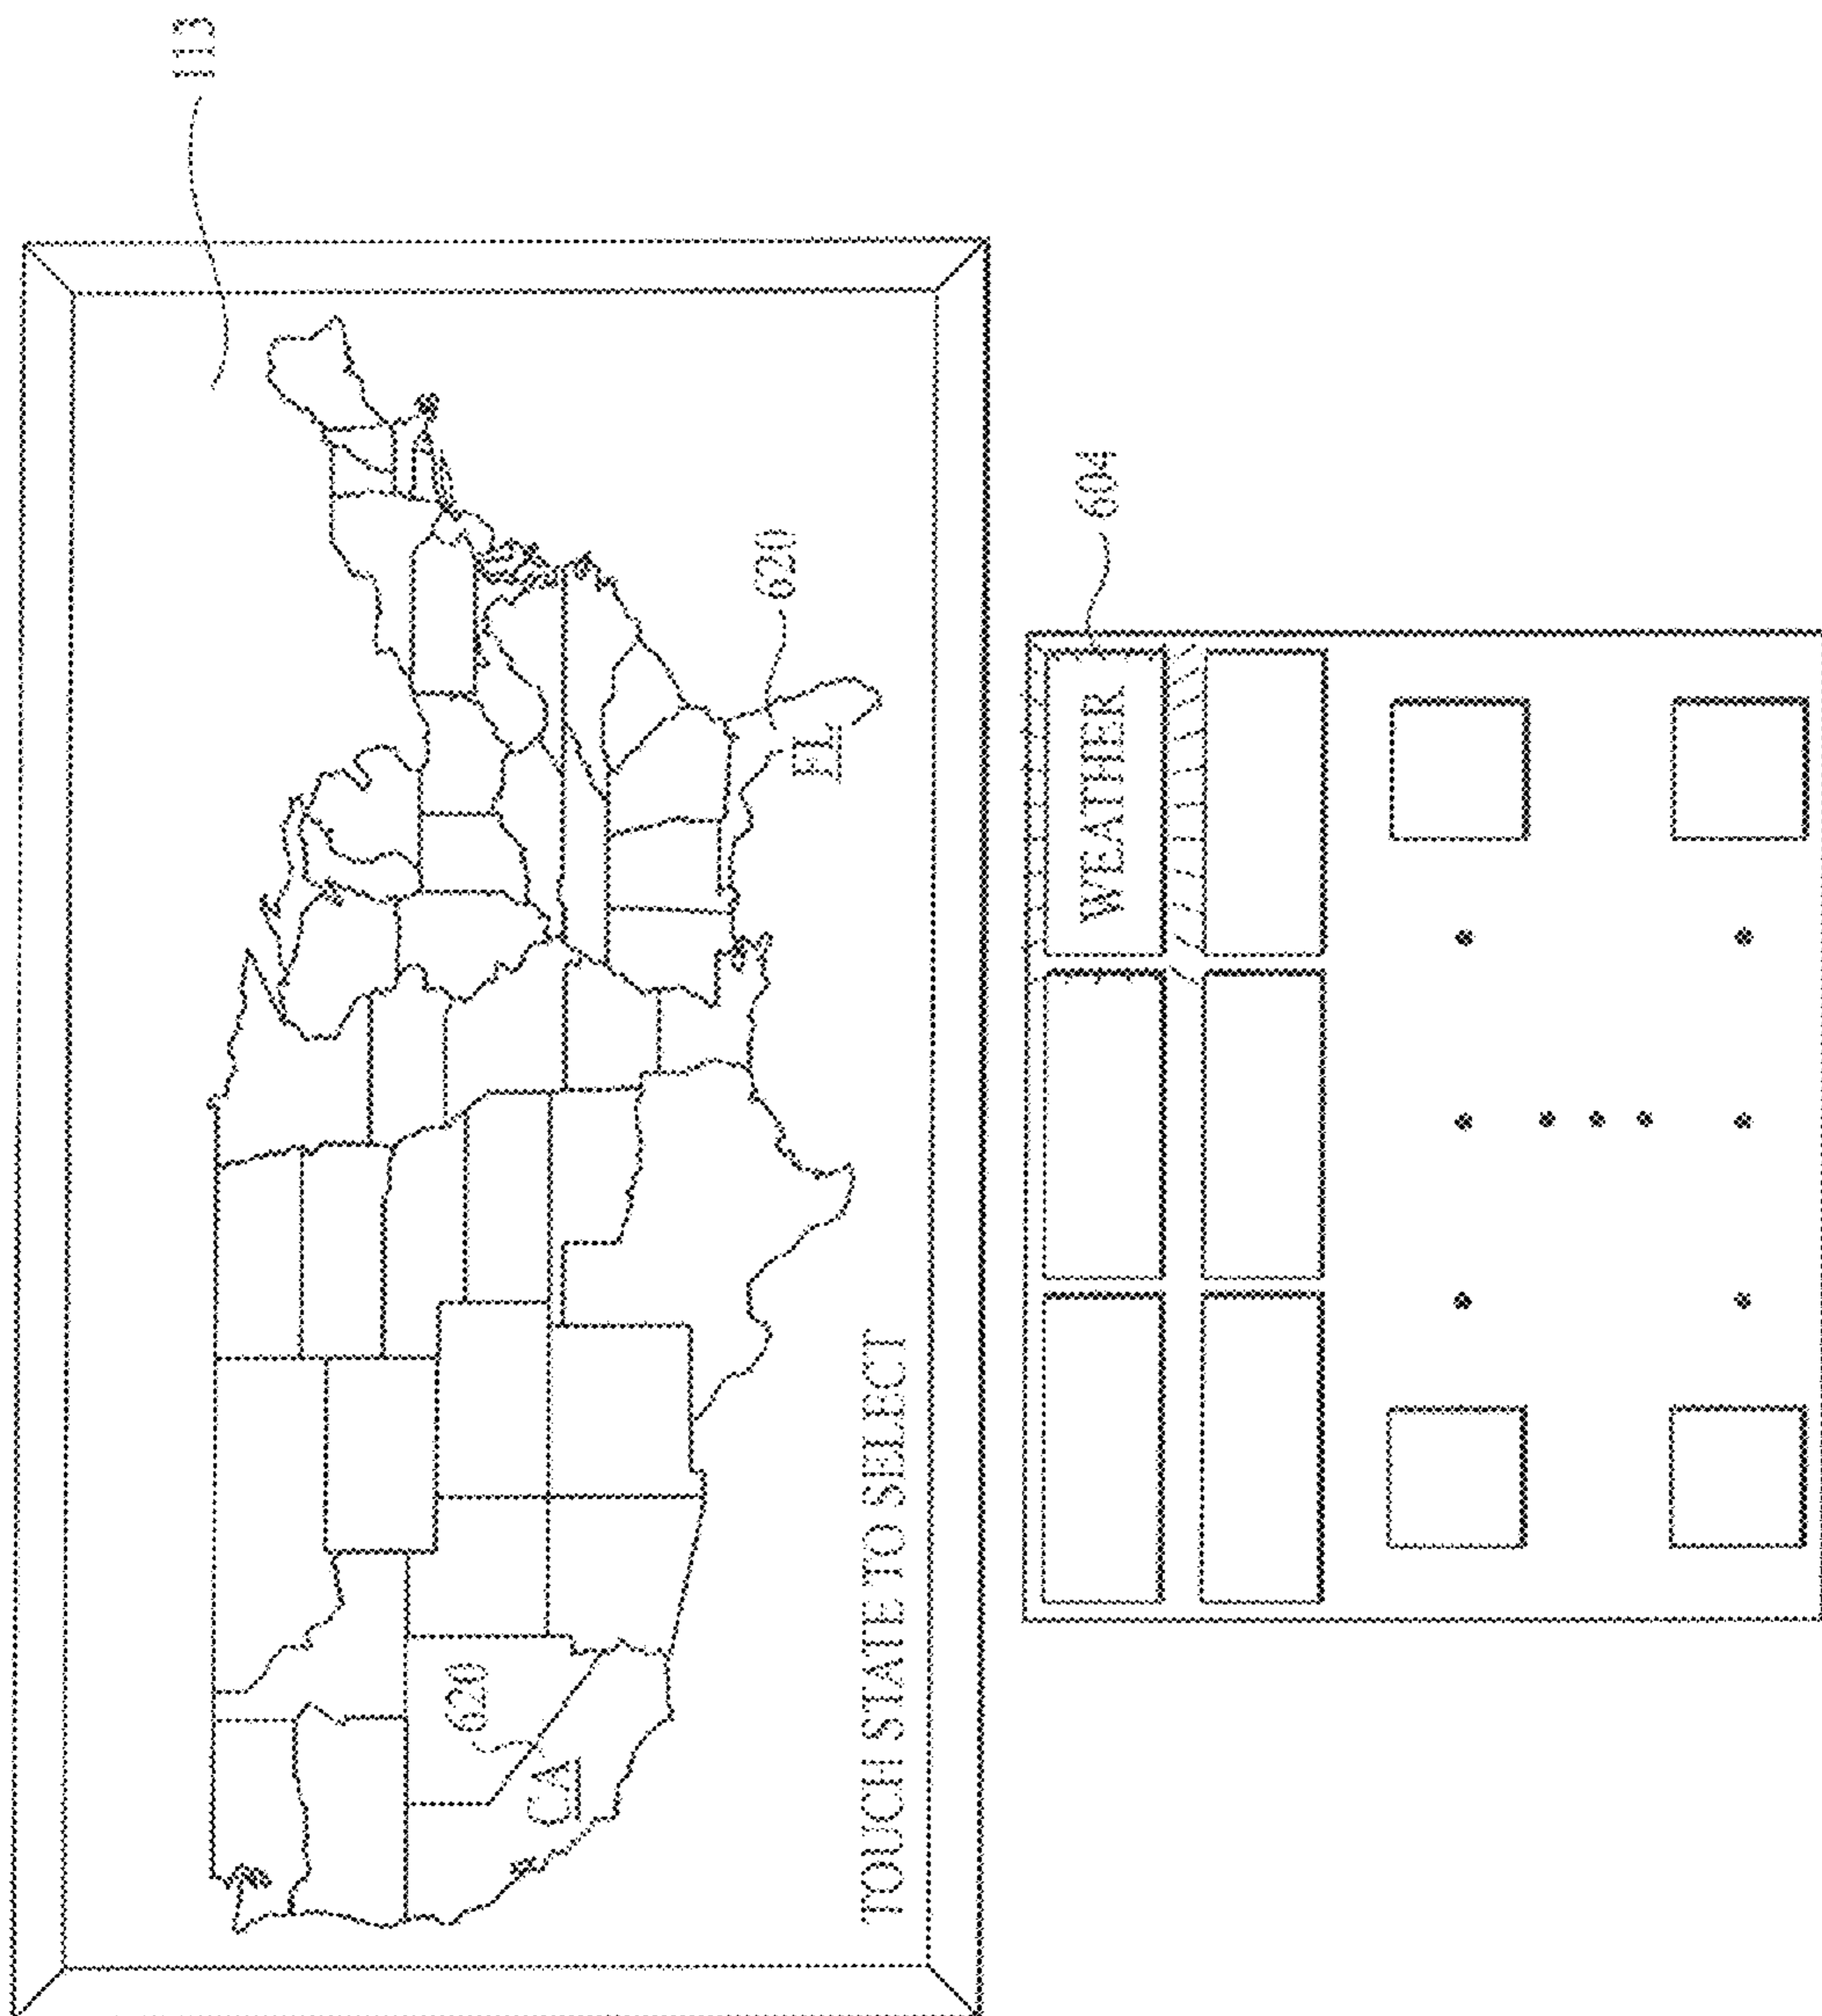 113
620
FL
620
CA
TOUCH STATE TO SELECT
604
WEATHER